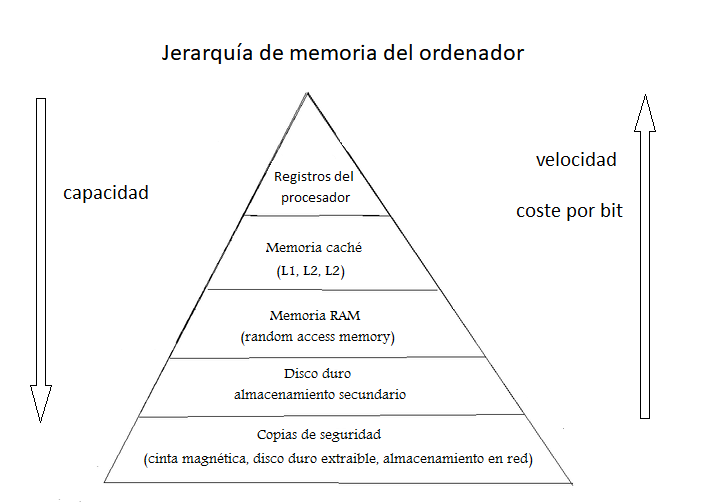 Jerarquía de memoria del ordenador
capacidad
velocidad
coste por bit
Registros del
procesador
Memoria caché
(L1, L2, L2)
Memoria RAM
(random access memory)
Disco duro
almacenamiento secundario
Copias de seguridad
(cinta magnética, disco duro extraíble, almacenamiento en red)